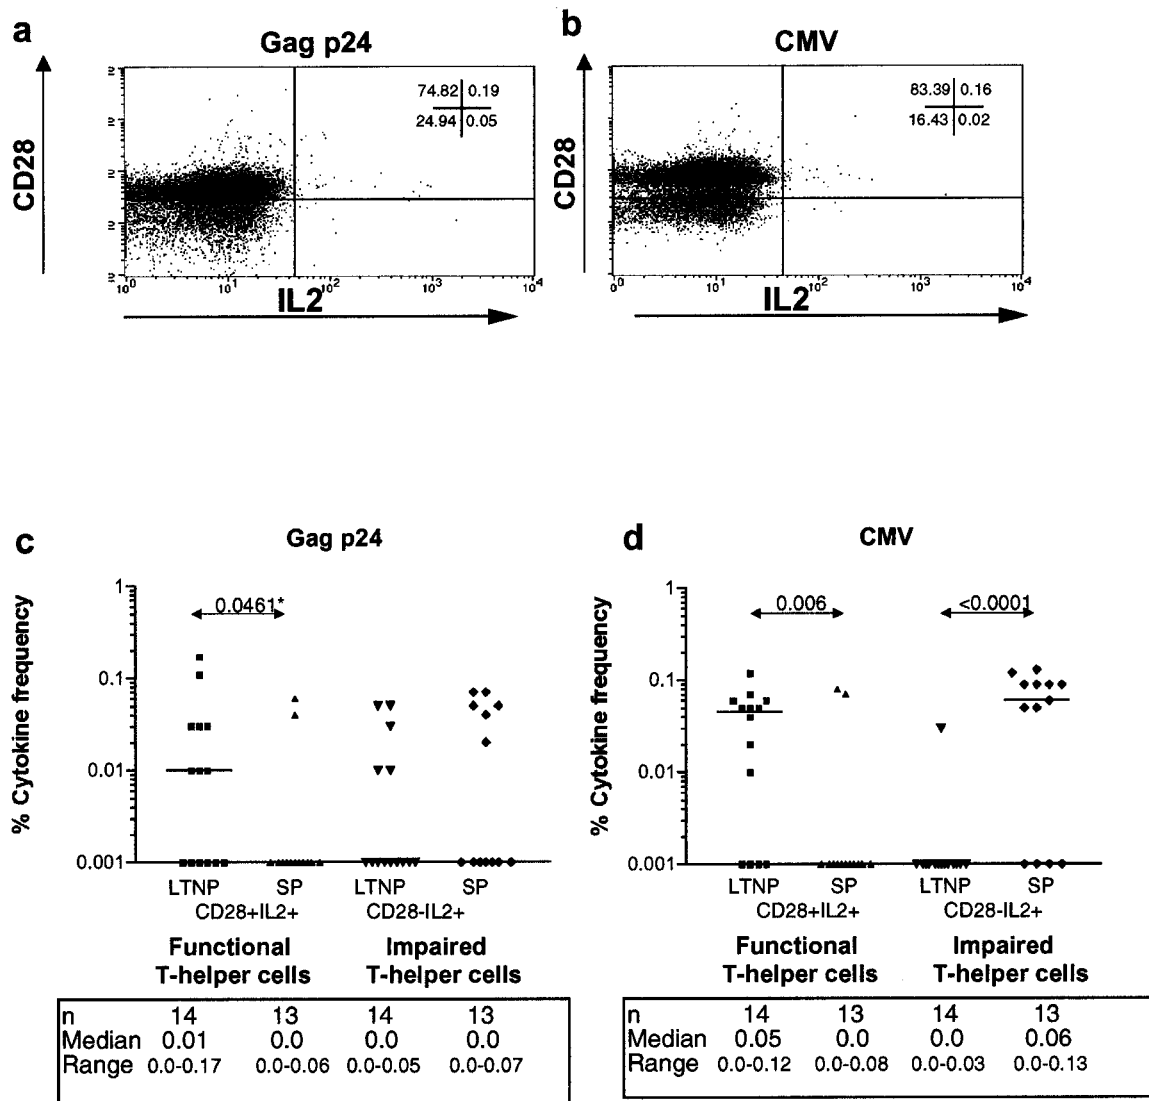 a
Gag p24
CD28
74.82 0.19
24.94 0.05
10⁰ 10¹ 10² 10³ 10⁴
IL2
b
CMV
CD28
83.39 0.16
16.43 0.02
10¹ 10² 10³ 10⁴
IL2
c
Gag p24
% Cytokine frequency
1
0.1
0.01
0.001
0.0461*
LTNP SP LTNP SP
CD28+IL2+ CD28-IL2+
Functional Impaired
T-helper cells T-helper cells
n 14 13 14 13
Median 0.01 0.0 0.0 0.0
Range 0.0-0.17 0.0-0.06 0.0-0.05 0.0-0.07
d
CMV
% Cytokine frequency
1
0.1
0.01
0.001
0.006 <0.0001
LTNP SP LTNP SP
CD28+IL2+ CD28-IL2+
Functional Impaired
T-helper cells T-helper cells
n 14 13 14 13
Median 0.05 0.0 0.0 0.06
Range 0.0-0.12 0.0-0.08 0.0-0.03 0.0-0.13